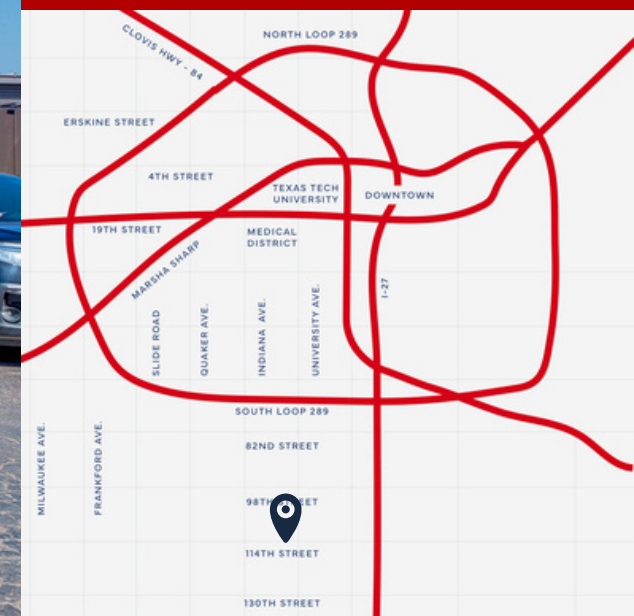 NORTH LOOP 289
CLOVIS HWY - 84
ERSKINE STREET
4TH STREET
TEXAS TECH
UNIVERSITY
DOWNTOWN
19TH STREET
MEDICAL
DISTRICT
MARSHA SHARP
I-27
SLIDE ROAD
QUAKER AVE.
INDIANA AVE.
UNIVERSITY AVE.
SOUTH LOOP 289
MILWAUKEE AVE.
FRANKFORD AVE.
82ND STREET
98TH
114TH STREET
130TH STREET